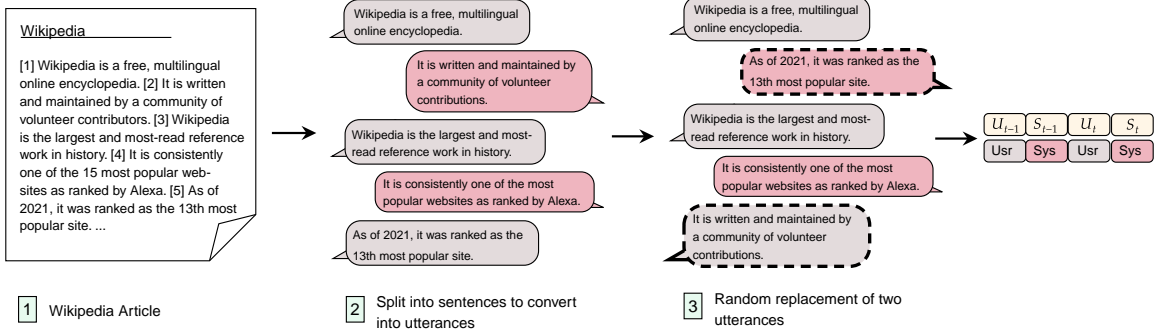 Wikipedia
[1] Wikipedia is a free, multilingual
online encyclopedia. [2] It is written
and maintained by a community of
volunteer contributors. [3] Wikipedia
is the largest and most-read reference
work in history. [4] It is consistently
one of the 15 most popular web-
sites as ranked by Alexa. [5] As of
2021, it was ranked as the 13th most
popular site. ...
1 Wikipedia Article
Wikipedia is a free, multilingual
online encyclopedia.
It is written and maintained by
a community of volunteer
contributions.
Wikipedia is the largest and most-
read reference work in history.
It is consistently one of the most
popular websites as ranked by Alexa.
As of 2021, it was ranked as the
13th most popular site.
2 Split into sentences to convert
into utterances
Wikipedia is a free, multilingual
online encyclopedia.
As of 2021, it was ranked as the
13th most popular site.
Wikipedia is the largest and most-
read reference work in history.
It is consistently one of the most
popular websites as ranked by Alexa.
It is written and maintained by
a community of volunteer
contributions.
3 Random replacement of two
utterances
U_{t−1} S_{t−1} U_t S_t
Usr Sys Usr Sys